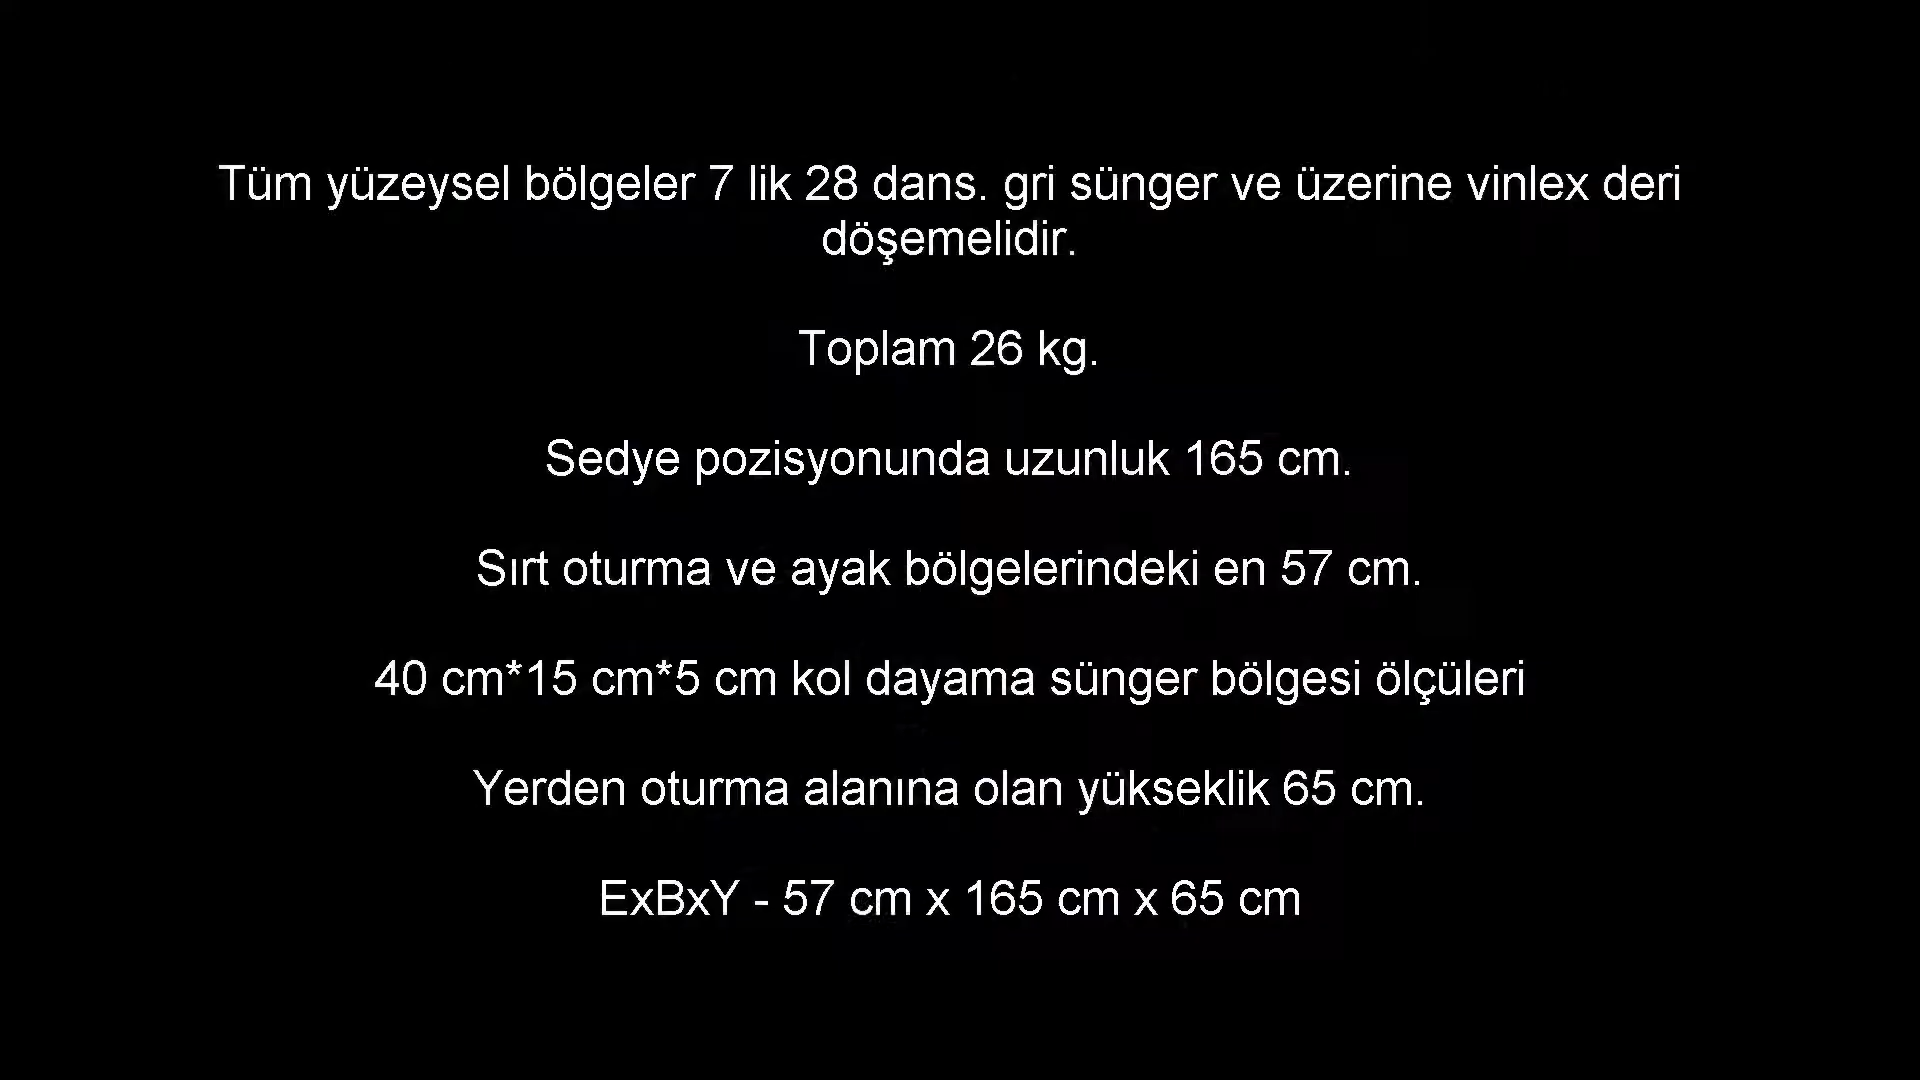 Tüm yüzeysel bölgeler 7 lik 28 dans. gri sünger ve üzerine vinlex deri
döşemelidir.
Toplam 26 kg.
Sedye pozisyonunda uzunluk 165 cm.
Sırt oturma ve ayak bölgelerindeki en 57 cm.
40 cm*15 cm*5 cm kol dayama sünger bölgesi ölçüleri
Yerden oturma alanına olan yükseklik 65 cm.
ExBxY - 57 cm x 165 cm x 65 cm